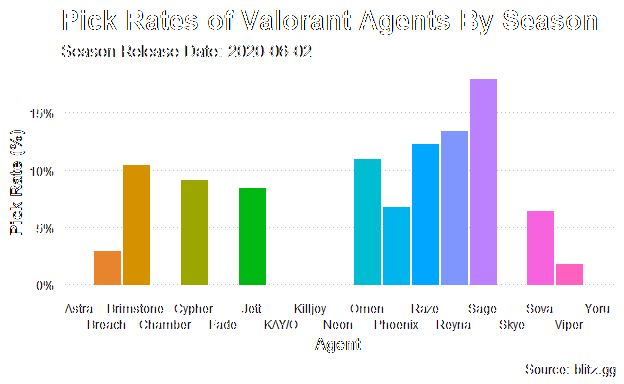 Pick Rates of Valorant Agents By Season
Season Release Date: 2020-06-02
15%
10%
5%
0%
Pick Rate (%)
Astra Brimstone Cypher Jett Killjoy Omen Raze Sage Sova Yoru
Breach Chamber Fade KAY/O Neon Phoenix Reyna Skye Viper
Agent
Source: blitz.gg